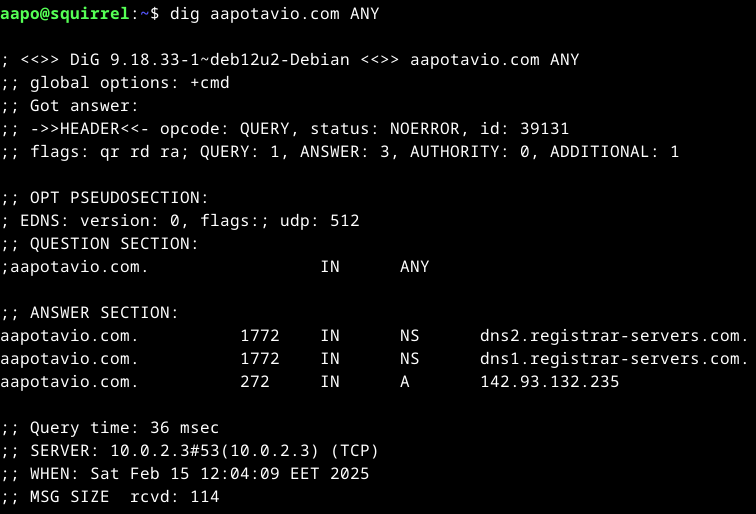 aapo@squirrel:~$ dig aapotavio.com ANY
; <<>> DiG 9.18.33-1~deb12u2-Debian <<>> aapotavio.com ANY
;; global options: +cmd
;; Got answer:
;; ->>HEADER<<- opcode: QUERY, status: NOERROR, id: 39131
;; flags: qr rd ra; QUERY: 1, ANSWER: 3, AUTHORITY: 0, ADDITIONAL: 1
;; OPT PSEUDOSECTION:
; EDNS: version: 0, flags:; udp: 512
;; QUESTION SECTION:
;aapotavio.com. IN ANY
;; ANSWER SECTION:
aapotavio.com. 1772 IN NS dns2.registrar-servers.com.
aapotavio.com. 1772 IN NS dns1.registrar-servers.com.
aapotavio.com. 272 IN A 142.93.132.235
;; Query time: 36 msec
;; SERVER: 10.0.2.3#53(10.0.2.3) (TCP)
;; WHEN: Sat Feb 15 12:04:09 EET 2025
;; MSG SIZE rcvd: 114